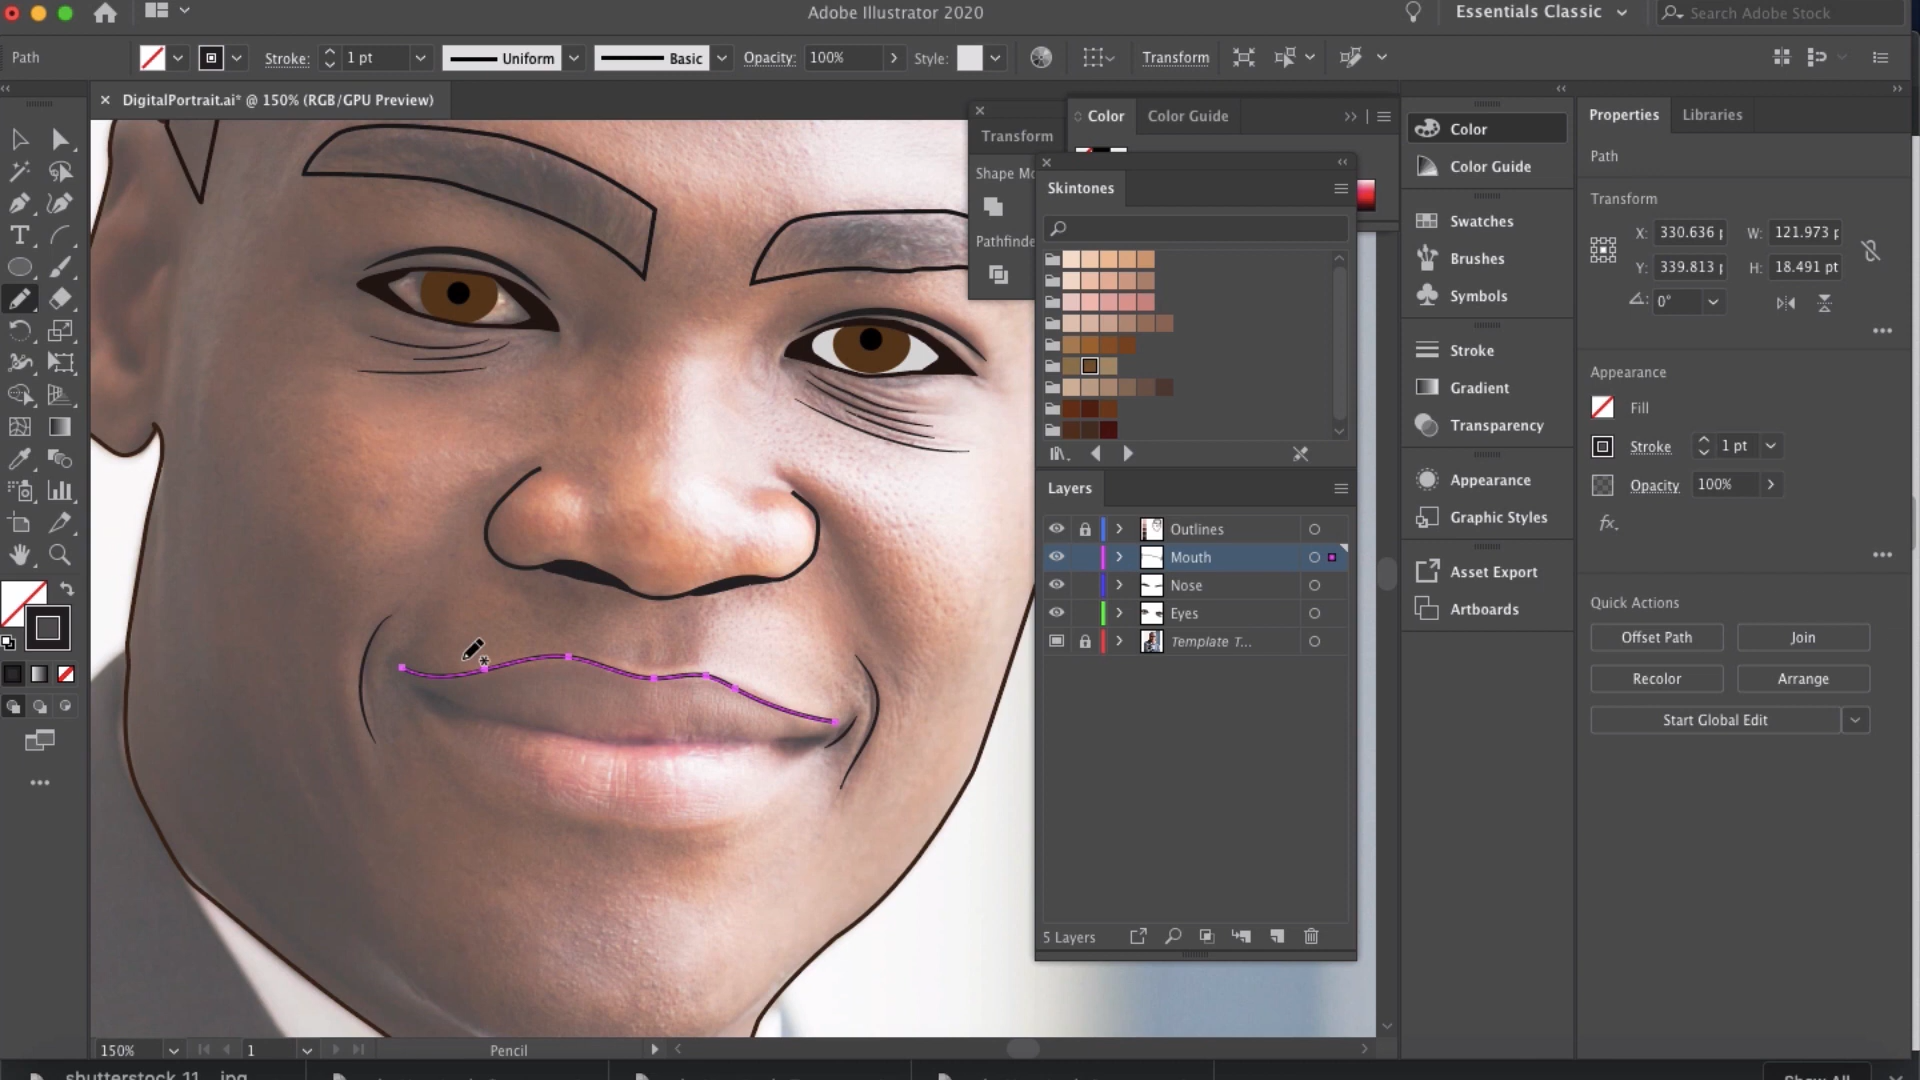 Adobe Illustrator 2020
Essentials Classic
Search Adobe Stock
Path
Stroke:
1 pt
Uniform
Basic
Opacity:
100%
Style:
Transform
× DigitalPortrait.ai* @ 150% (RGB/GPU Preview)
Transform
Shape Mo
Pathfinde
Color
Color Guide
Skintones
Layers
Outlines
Mouth
Nose
Eyes
Template T...
5 Layers
Color
Color Guide
Swatches
Brushes
Symbols
Stroke
Gradient
Transparency
Appearance
Graphic Styles
Asset Export
Artboards
Properties
Libraries
Path
Transform
X: 330.636 p
W: 121.973 p
Y: 339.813 p
H: 18.491 pt
0°
Appearance
Fill
Stroke
1 pt
Opacity
100%
fx.
Quick Actions
Offset Path
Join
Recolor
Arrange
Start Global Edit
150%
1
Pencil
shutterstock_11....jpg
Show All